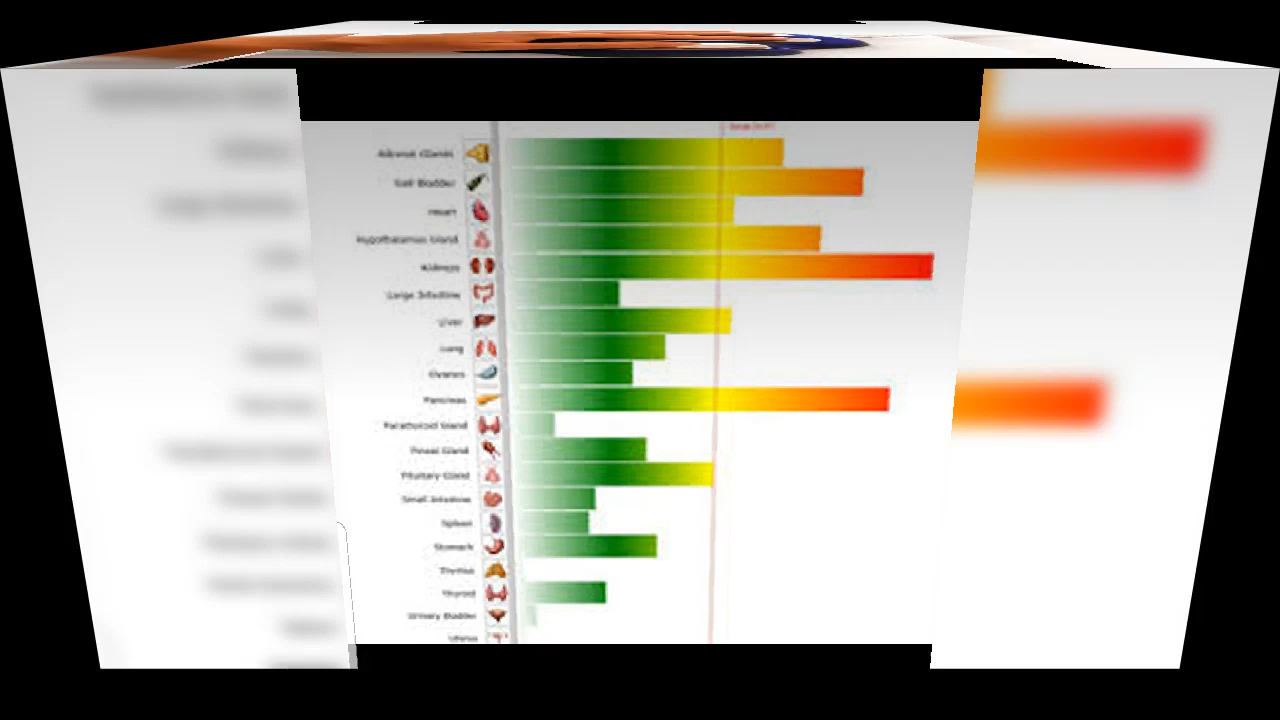 Adrenal Glands
Gall Bladder
Heart
Hypothalamus Gland
Kidneys
Large Intestine
Liver
Lung
Ovaries
Pancreas
Parathyroid Gland
Pineal Gland
Pituitary Gland
Small Intestine
Spleen
Stomach
Thymus
Thyroid
Urinary Bladder
Uterus